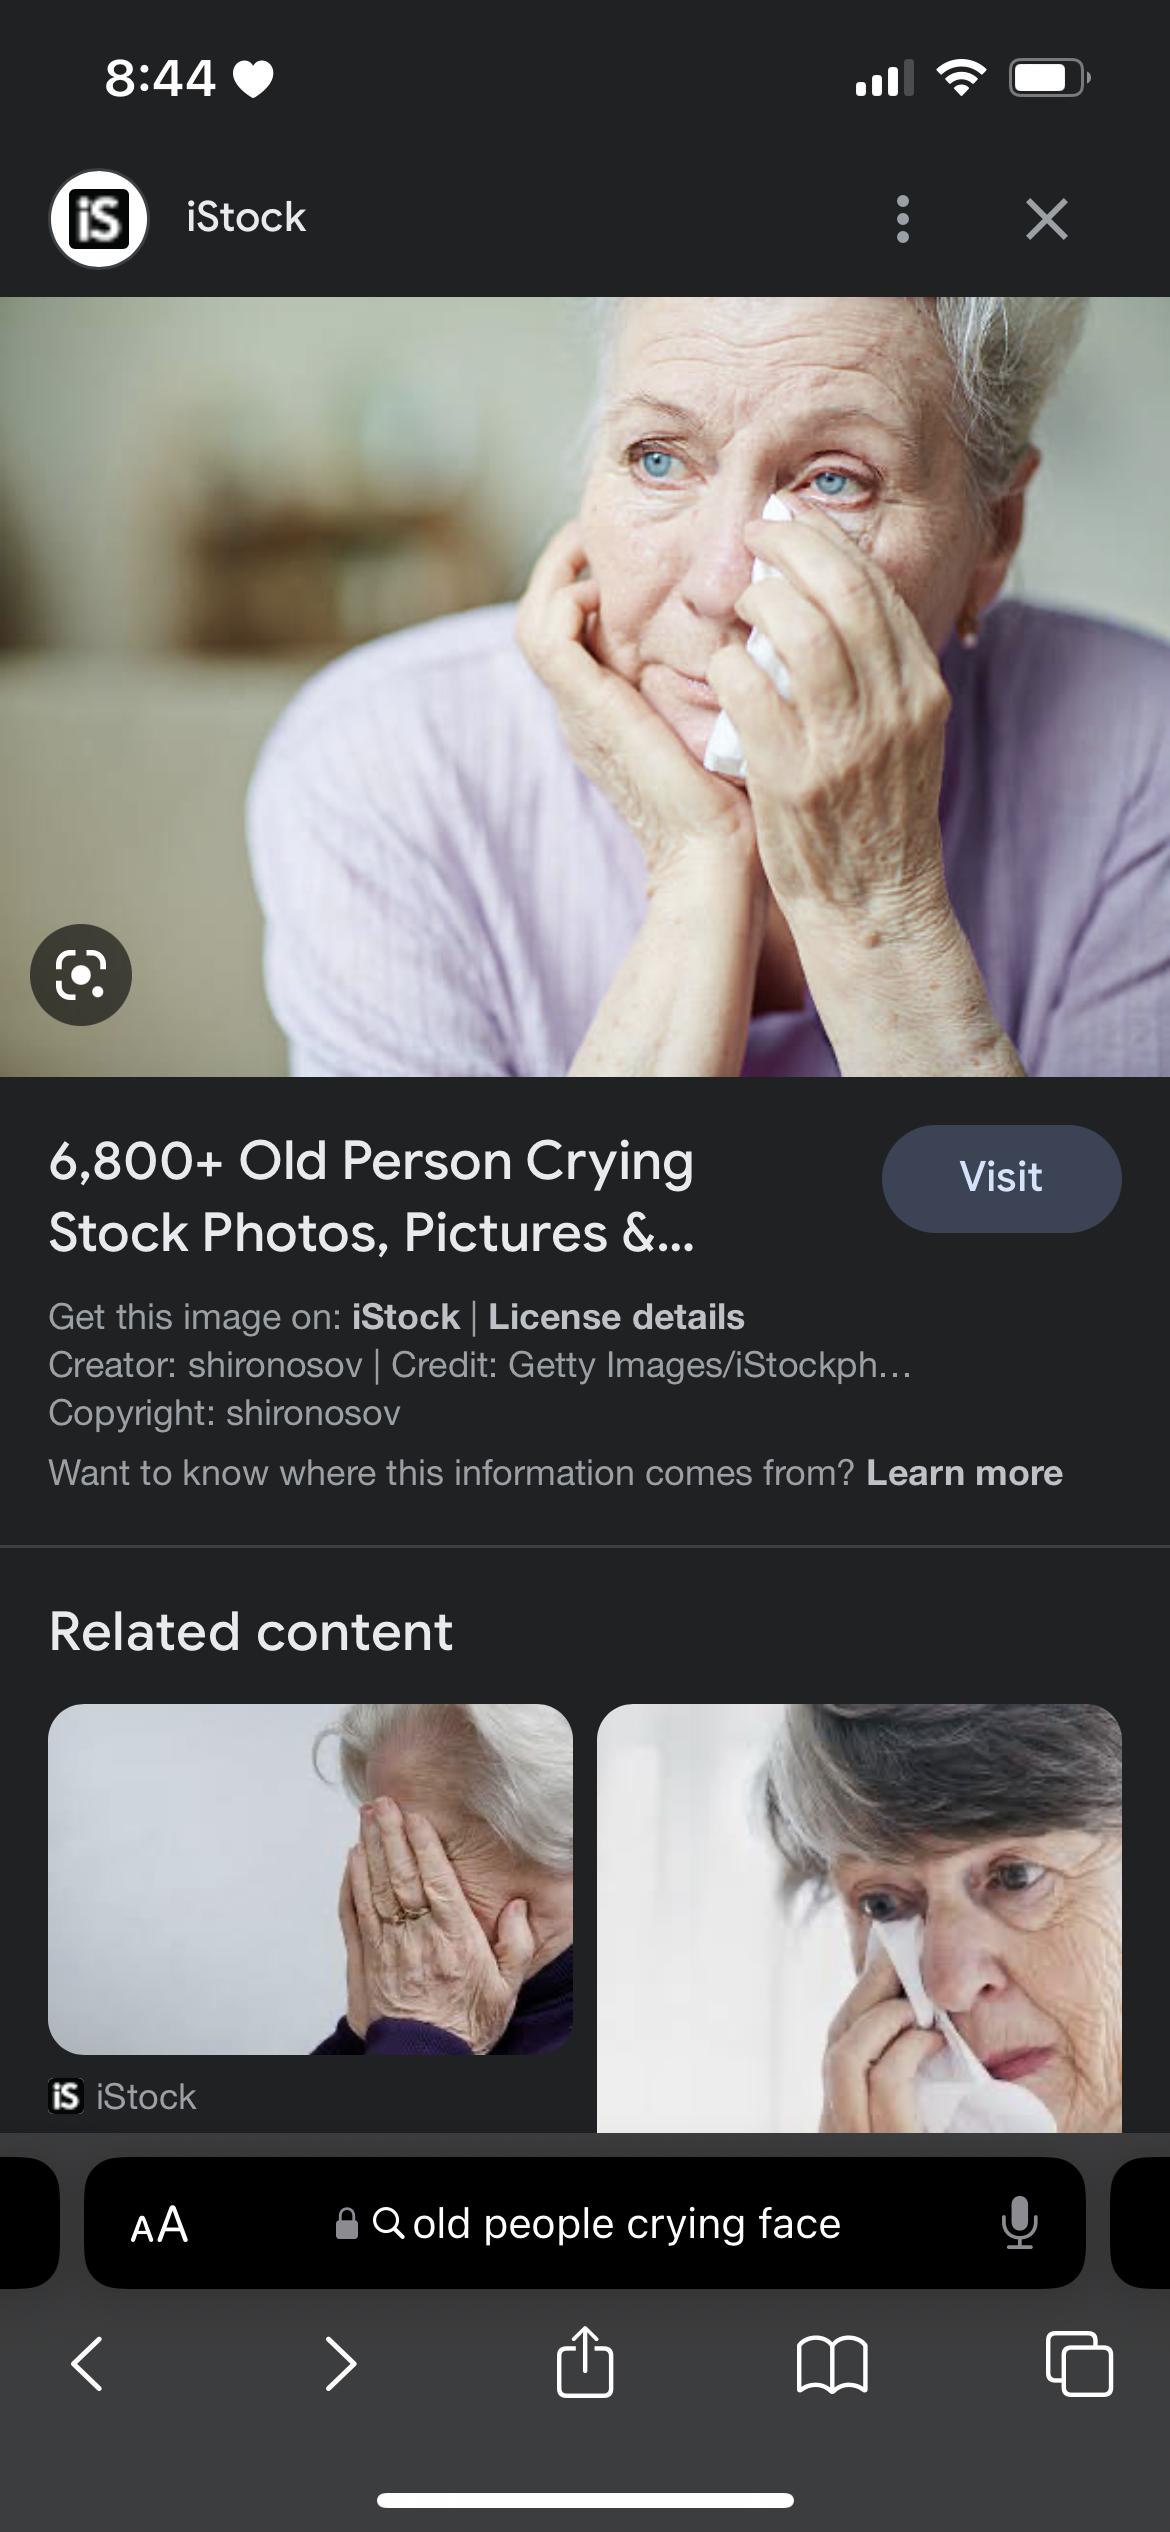 8:44
iS iStock
6,800+ Old Person Crying
Stock Photos, Pictures &...
Visit
Get this image on: iStock | License details
Creator: shironosov | Credit: Getty Images/iStockph...
Copyright: shironosov
Want to know where this information comes from? Learn more
Related content
iS iStock
AA old people crying face